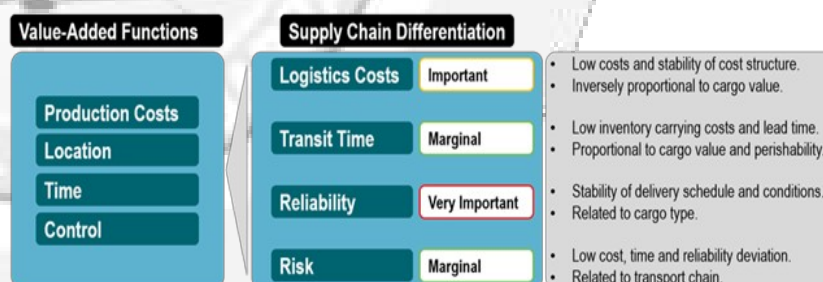 Value-Added Functions
Production Costs
Location
Time
Control
Supply Chain Differentiation
Logistics Costs
Important
• Low costs and stability of cost structure.
• Inversely proportional to cargo value.
Transit Time
Marginal
• Low inventory carrying costs and lead time.
• Proportional to cargo value and perishability.
Reliability
Very Important
• Stability of delivery schedule and conditions.
• Related to cargo type.
Risk
Marginal
• Low cost, time and reliability deviation.
• Related to transport chain.